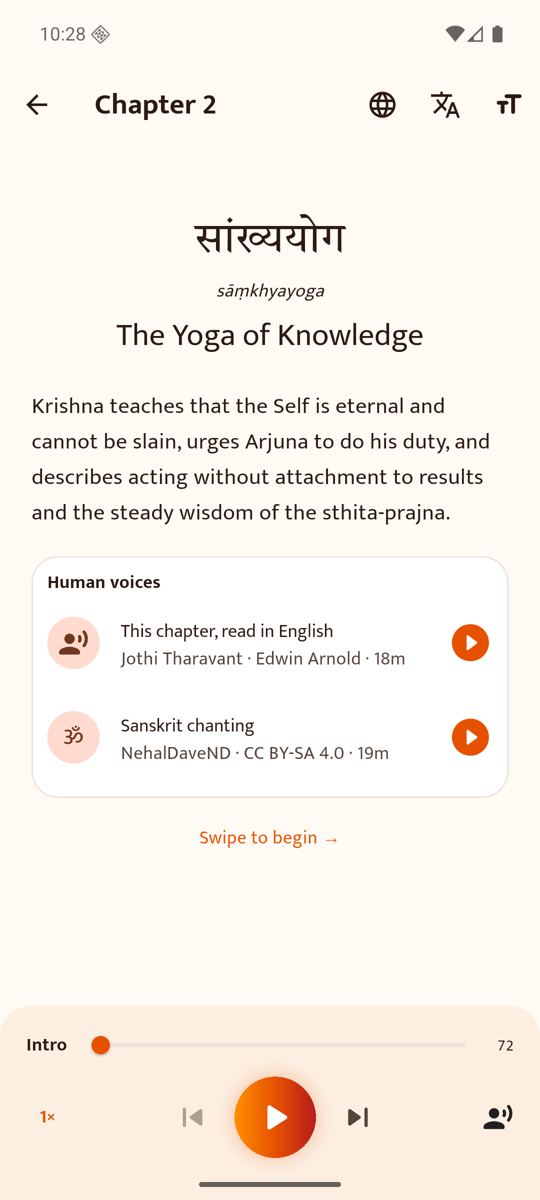 10:28
Chapter 2
सांख्ययोग
sāṃkhyayoga
The Yoga of Knowledge
Krishna teaches that the Self is eternal and
cannot be slain, urges Arjuna to do his duty, and
describes acting without attachment to results
and the steady wisdom of the sthita-prajna.
Human voices
This chapter, read in English
Jothi Tharavant · Edwin Arnold · 18m
ॐ
Sanskrit chanting
NehalDaveND · CC BY-SA 4.0 · 19m
Swipe to begin →
Intro
72
1×